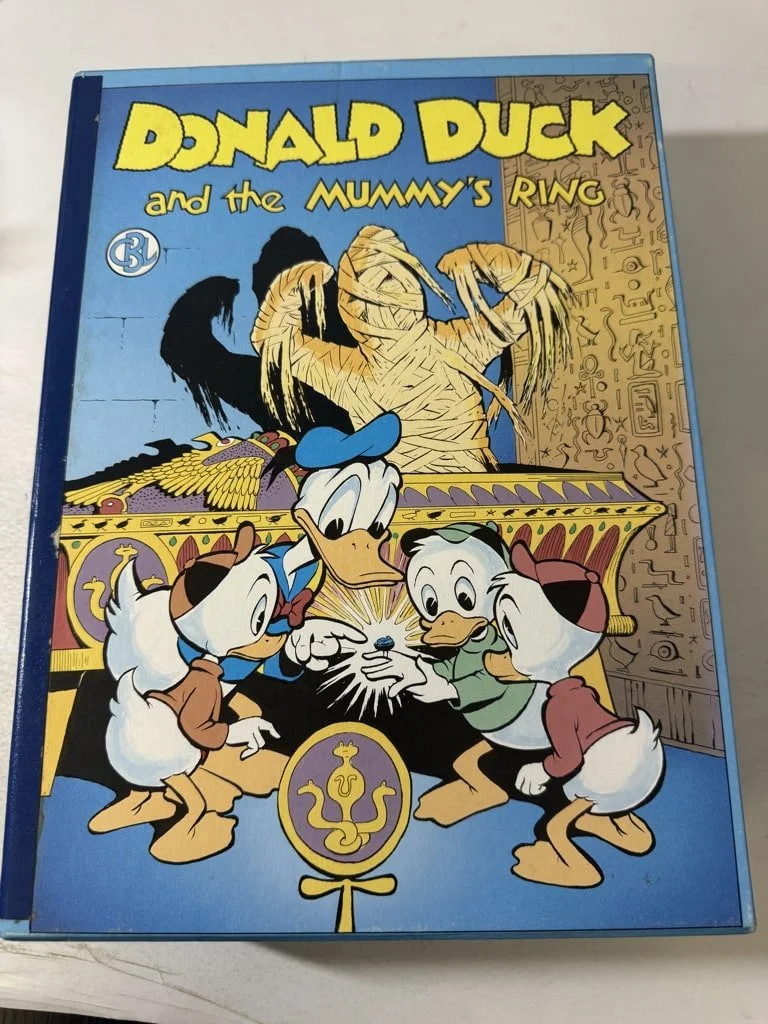 DONALD DUCK
and the MUMMY'S RING
CBL